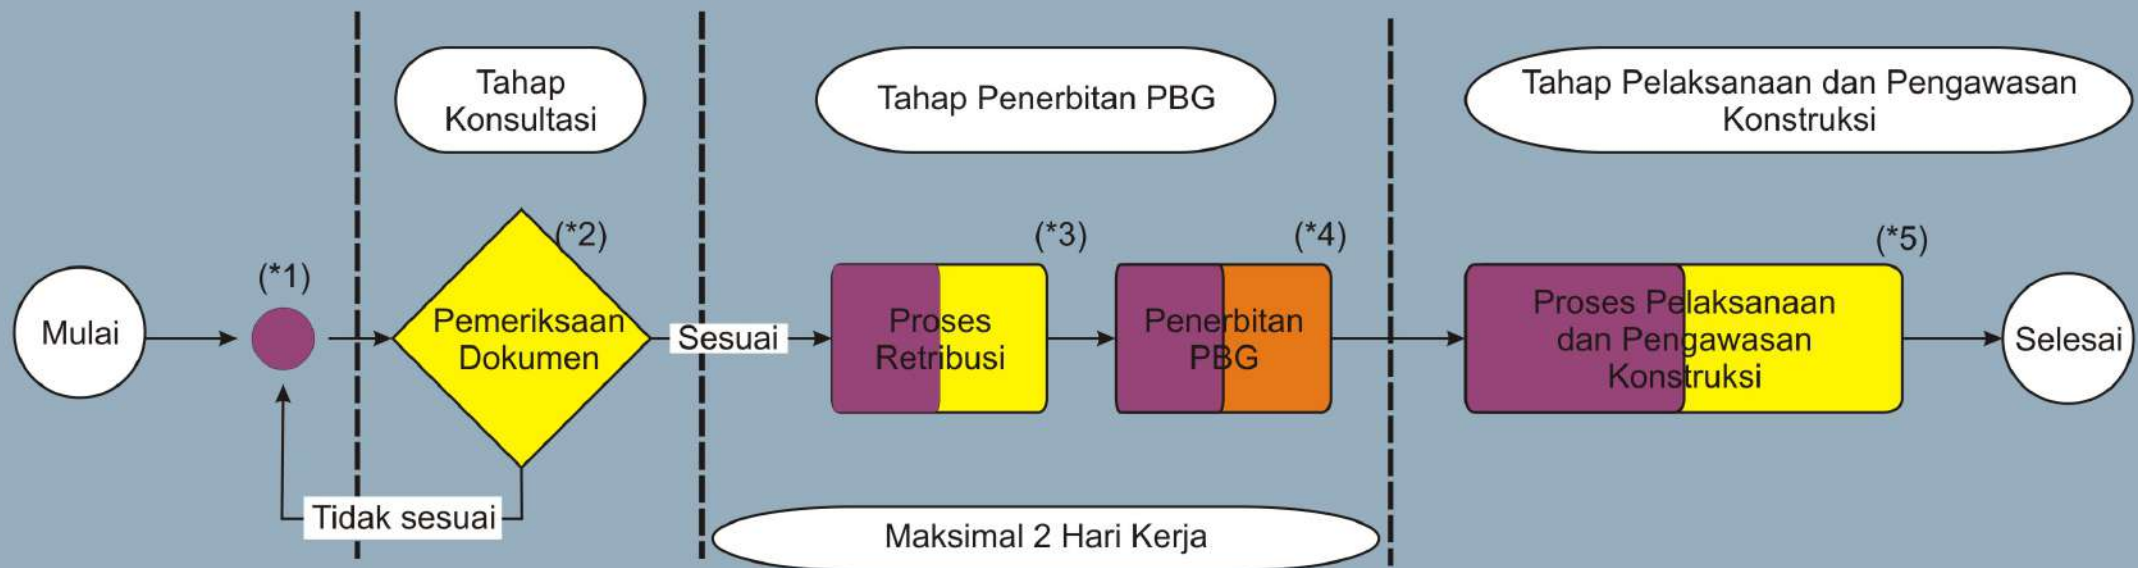 Tahap
Konsultasi
Tahap Penerbitan PBG
Tahap Pelaksanaan dan Pengawasan
Konstruksi
Mulai
(*1)
(*2)
Pemeriksaan
Dokumen
Sesuai
Tidak sesuai
(*3)
Proses
Retribusi
(*4)
Penerbitan
PBG
Maksimal 2 Hari Kerja
(*5)
Proses Pelaksanaan
dan Pengawasan
Konstruksi
Selesai